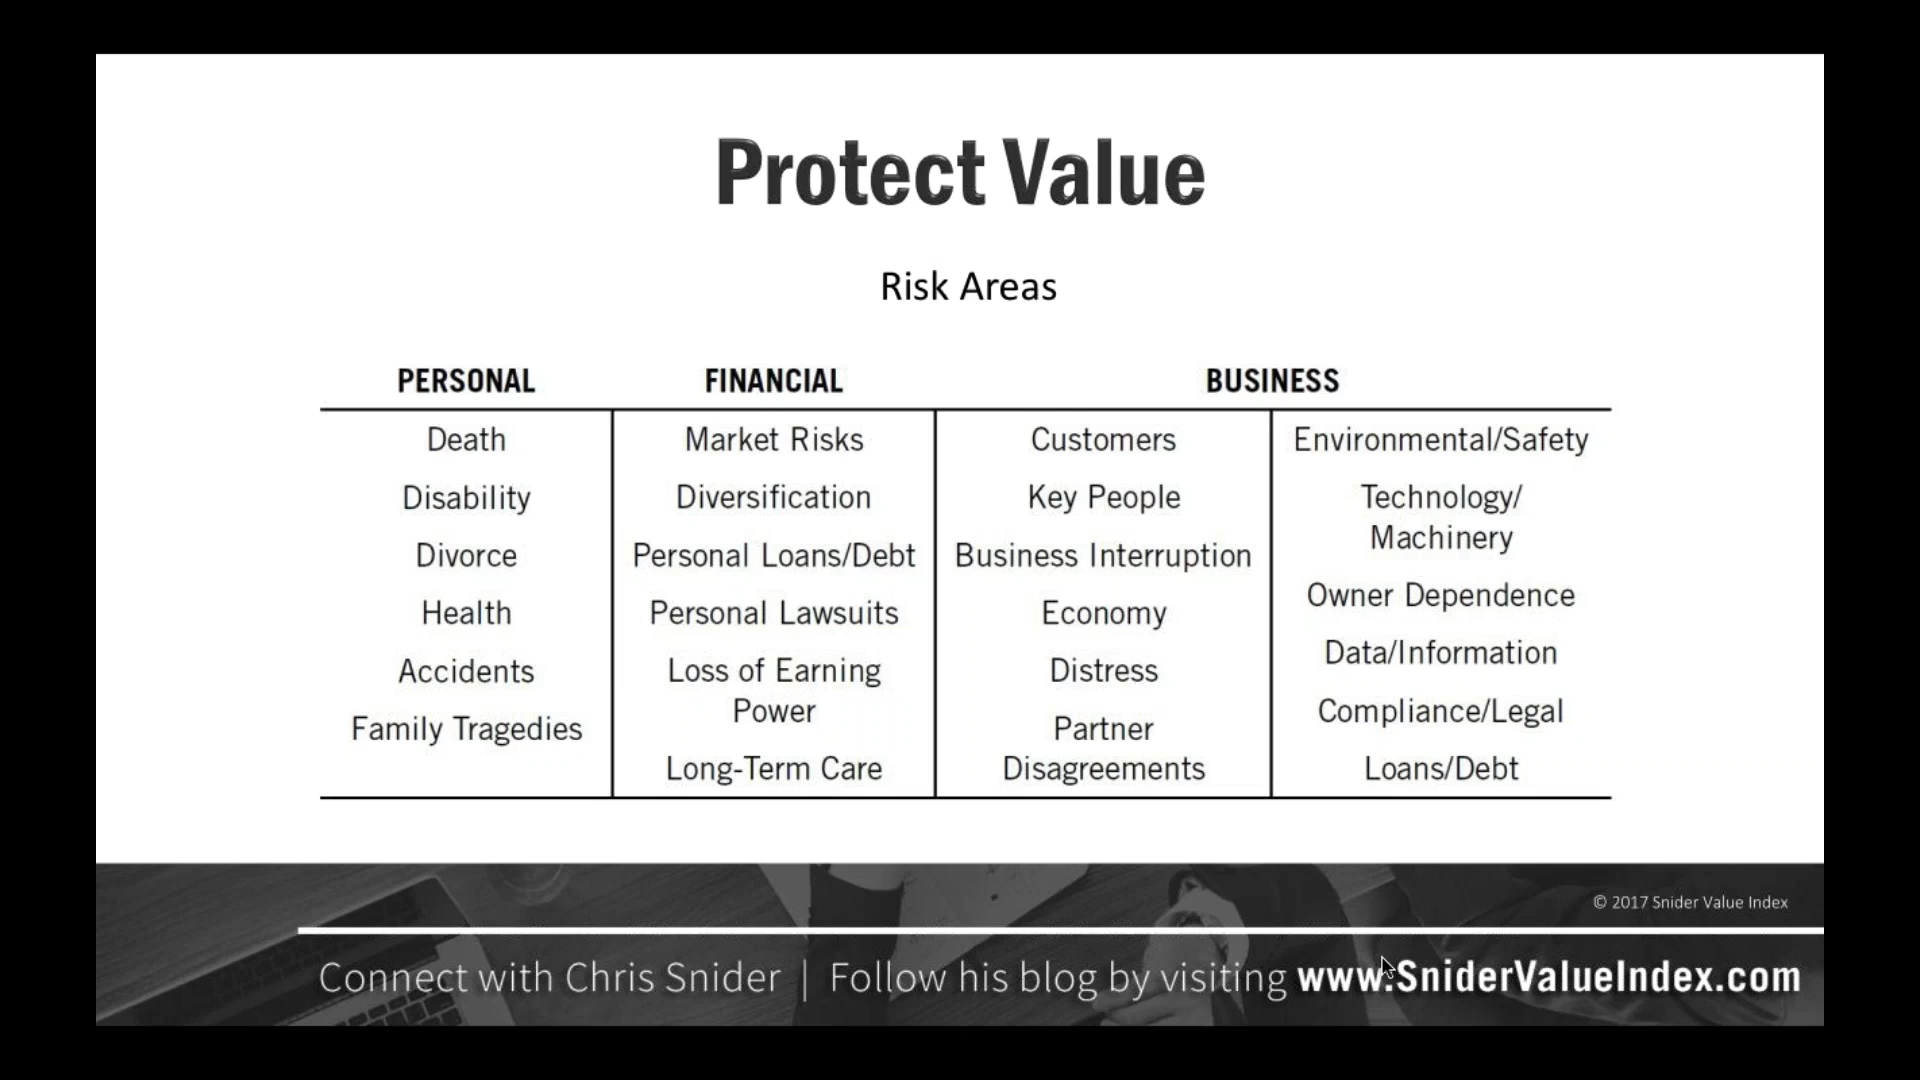 Protect Value
Risk Areas
PERSONAL
FINANCIAL
BUSINESS
Death
Disability
Divorce
Health
Accidents
Family Tragedies
Market Risks
Diversification
Personal Loans/Debt
Personal Lawsuits
Loss of Earning
Power
Long-Term Care
Customers
Key People
Business Interruption
Economy
Distress
Partner
Disagreements
Environmental/Safety
Technology/
Machinery
Owner Dependence
Data/Information
Compliance/Legal
Loans/Debt
© 2017 Snider Value Index
Connect with Chris Snider | Follow his blog by visiting www.SniderValueIndex.com